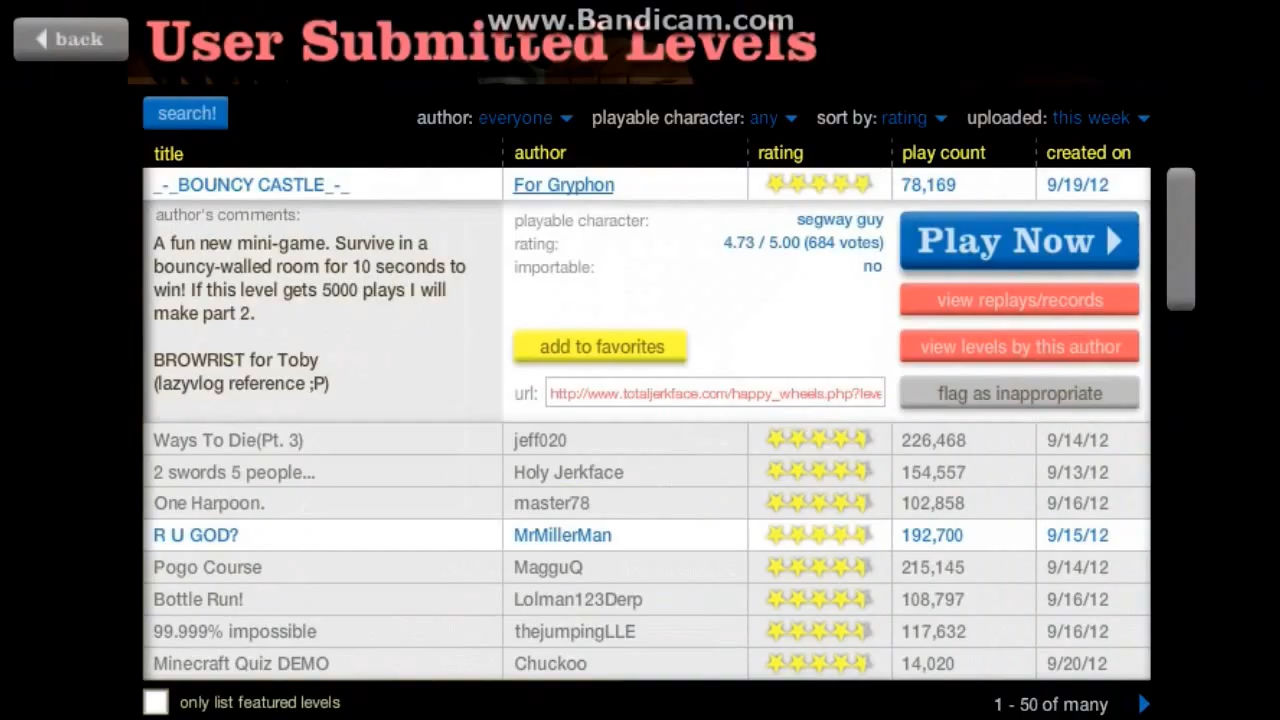 www.Bandicam.com
back
User Submitted Levels
search!
author: everyone playable character: any sort by: rating uploaded: this week
title author rating play count created on
_-_BOUNCY CASTLE_-_ For Gryphon 78,169 9/19/12
author's comments:
A fun new mini-game. Survive in a
bouncy-walled room for 10 seconds to
win! If this level gets 5000 plays I will
make part 2.
BROWRIST for Toby
(lazyvlog reference ;P)
playable character: segway guy
rating: 4.73 / 5.00 (684 votes)
importable: no
add to favorites
url: http://www.totaljerkface.com/happy_wheels.php?leve
Play Now
view replays/records
view levels by this author
flag as inappropriate
Ways To Die(Pt. 3) jeff020 226,468 9/14/12
2 swords 5 people... Holy Jerkface 154,557 9/13/12
One Harpoon. master78 102,858 9/16/12
R U GOD? MrMillerMan 192,700 9/15/12
Pogo Course MagguQ 215,145 9/14/12
Bottle Run! Lolman123Derp 108,797 9/16/12
99.999% impossible thejumpingLLE 117,632 9/16/12
Minecraft Quiz DEMO Chuckoo 14,020 9/20/12
only list featured levels
1 - 50 of many